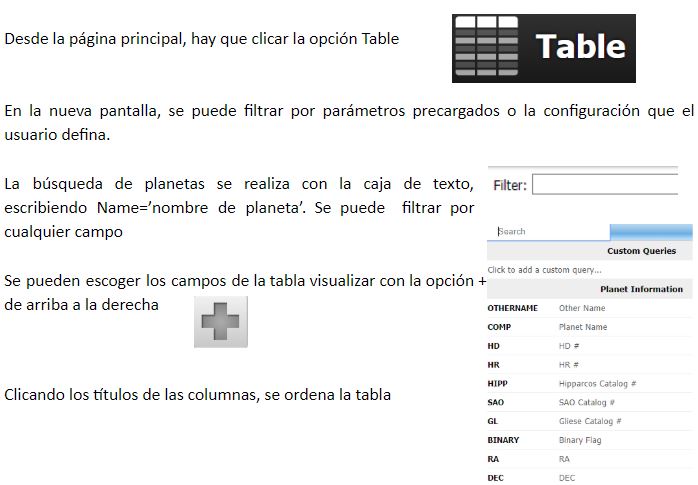 Desde la página principal, hay que clicar la opción Table
Table
En la nueva pantalla, se puede filtrar por parámetros precargados o la configuración que el
usuario defina.
La búsqueda de planetas se realiza con la caja de texto,
escribiendo Name=’nombre de planeta’. Se puede filtrar por
cualquier campo
Se pueden escoger los campos de la tabla visualizar con la opción +
de arriba a la derecha
Clicando los títulos de las columnas, se ordena la tabla
Filter:
Search
Custom Queries
Click to add a custom query...
Planet Information
OTHERNAME Other Name
COMP Planet Name
HD HD #
HR HR #
HIPP Hipparcos Catalog #
SAO SAO Catalog #
GL Gliese Catalog #
BINARY Binary Flag
RA RA
DEC DEC